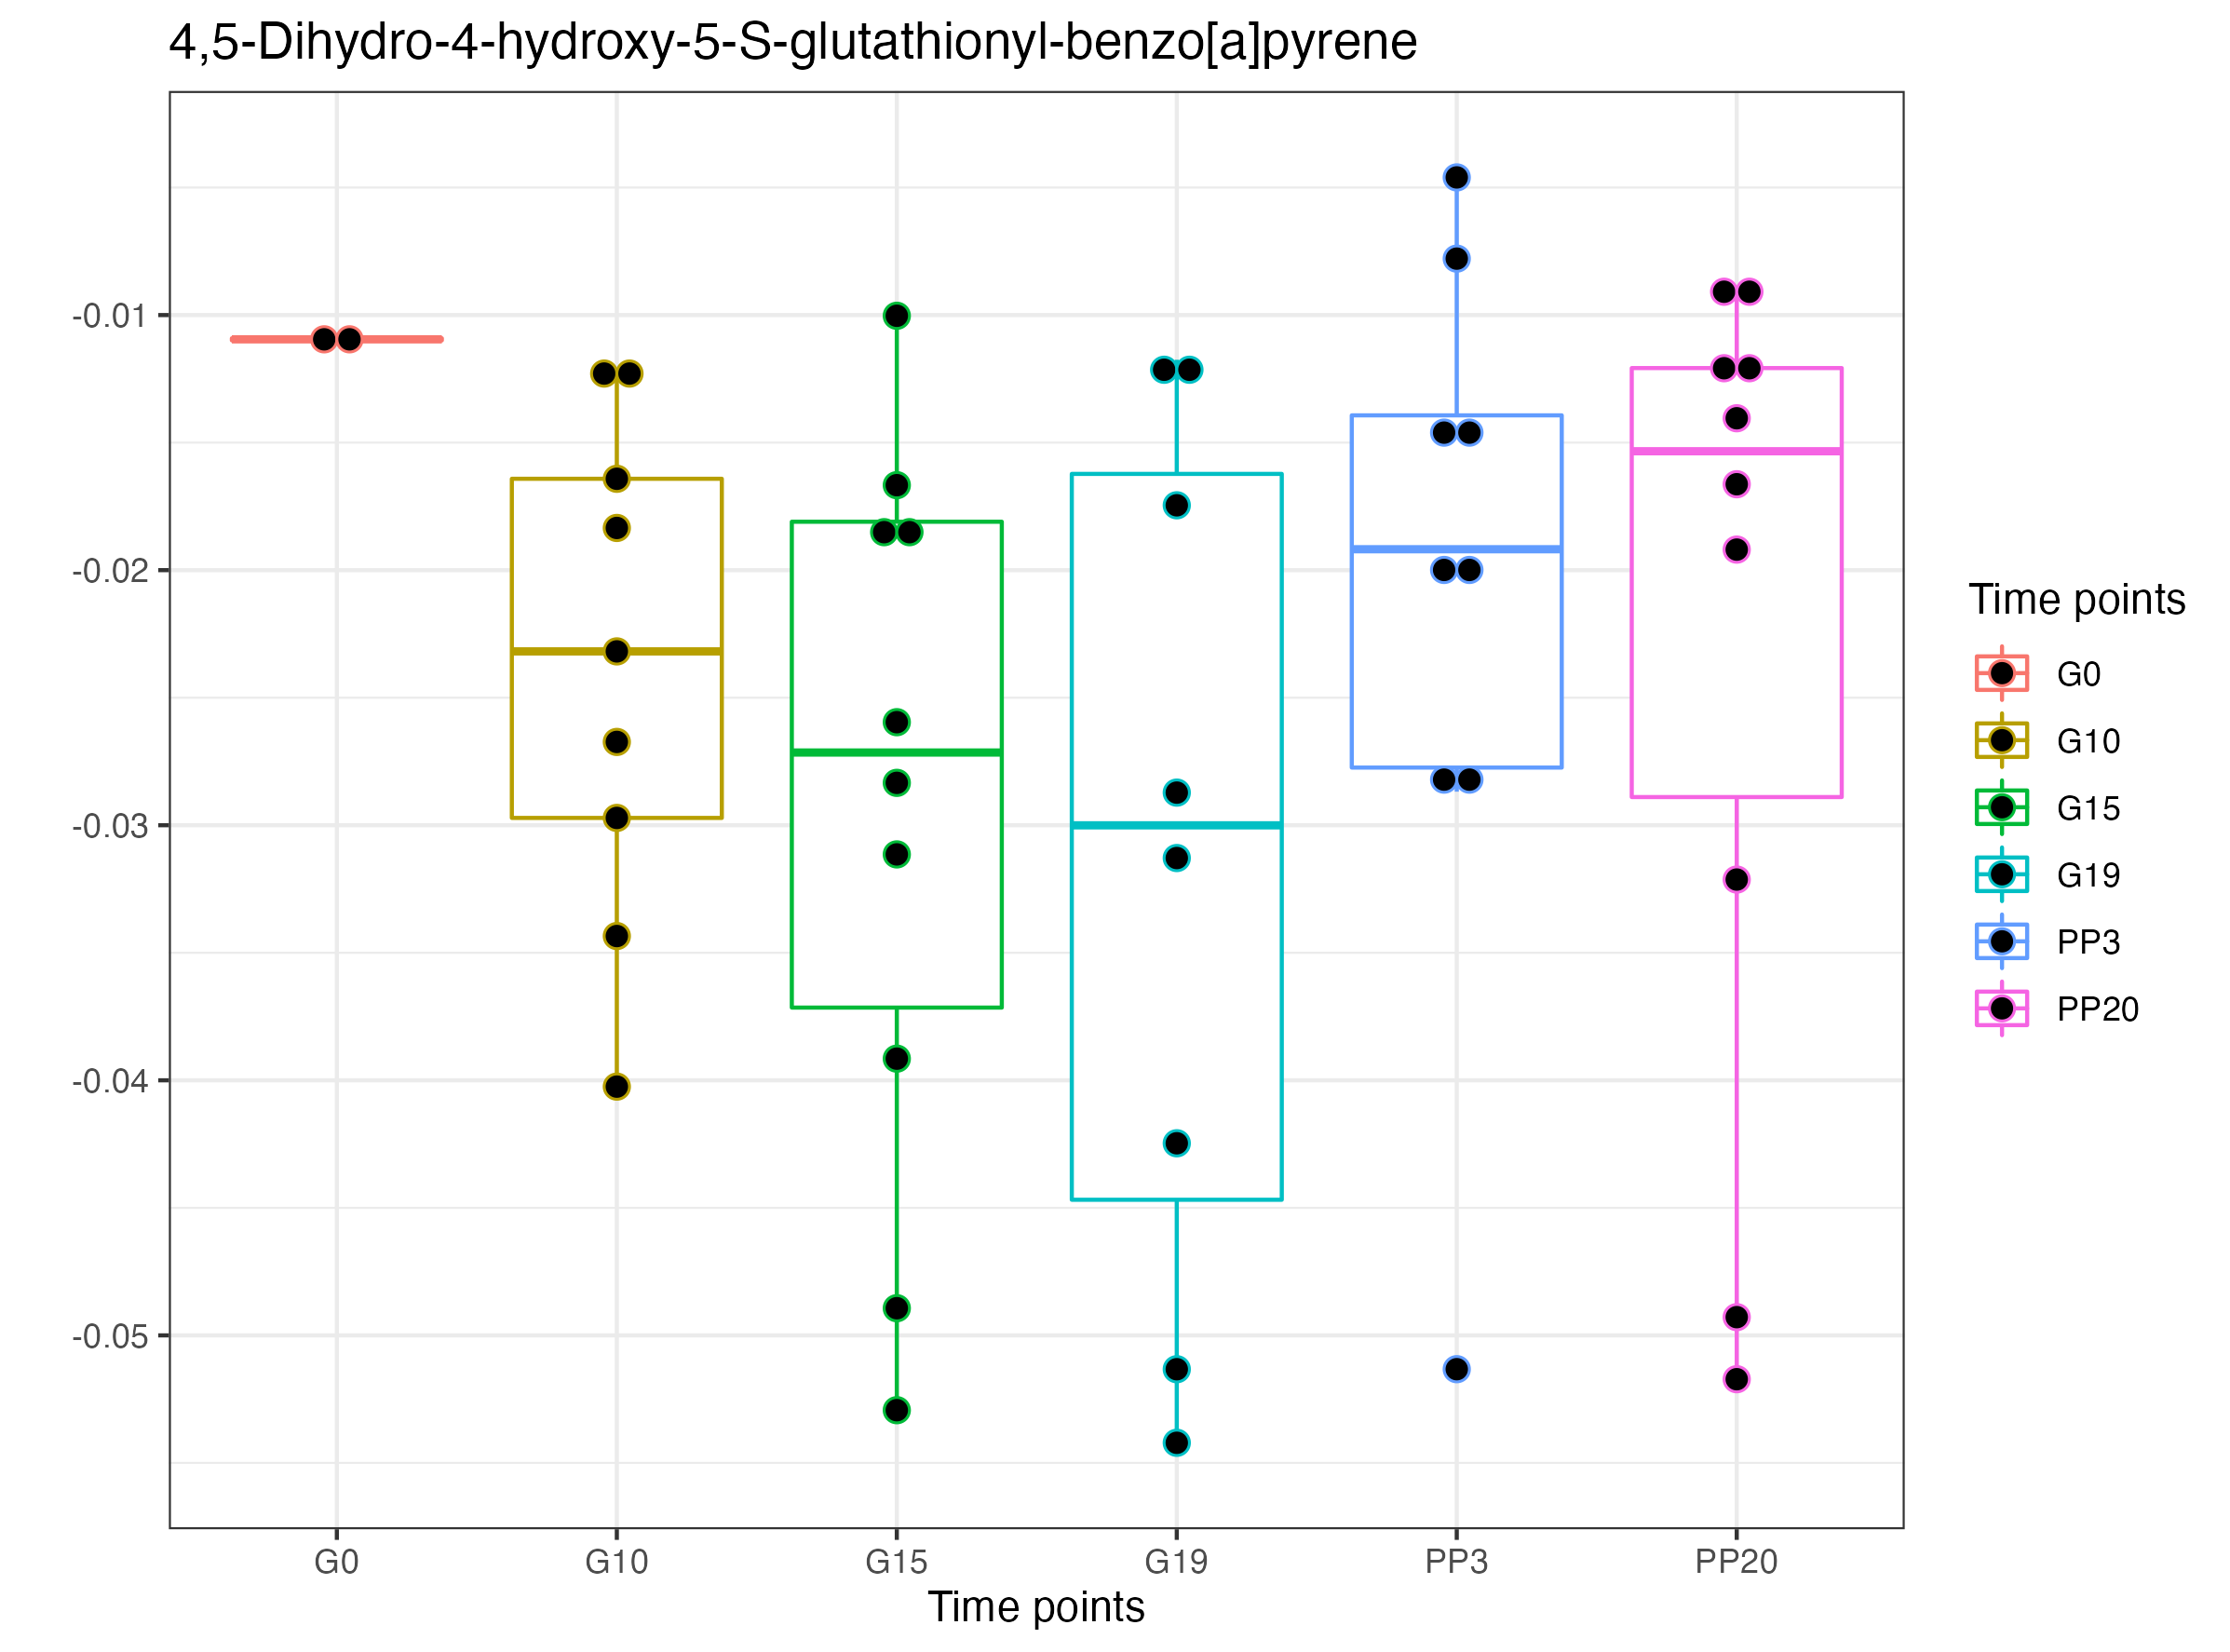 4,5-Dihydro-4-hydroxy-5-S-glutathionyl-benzo[a]pyrene
-0.01
-0.02
-0.03
-0.04
-0.05
G0
G10
G15
G19
PP3
PP20
Time points
Time points
G0
G10
G15
G19
PP3
PP20